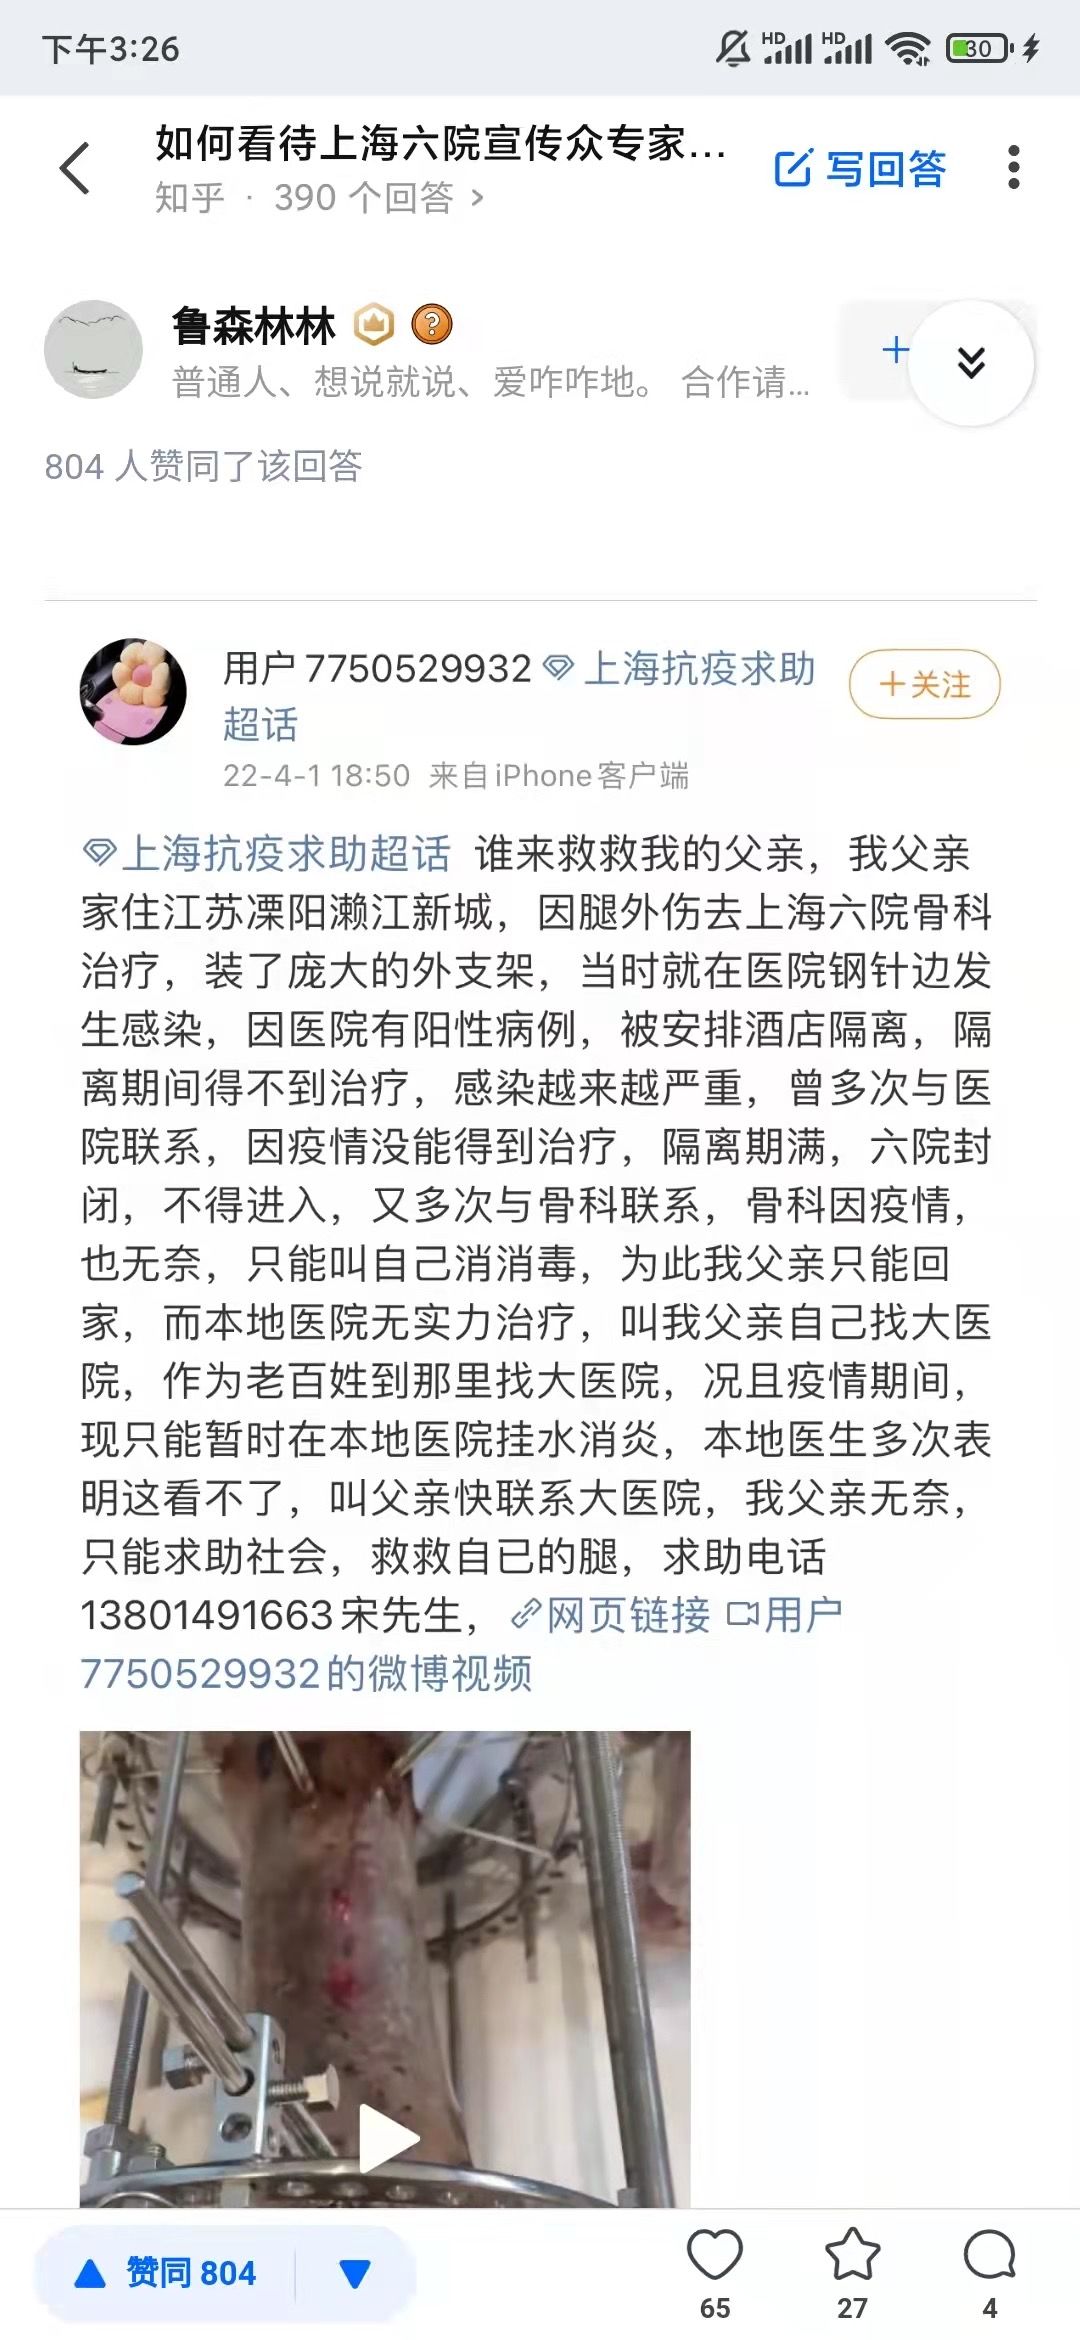 下午3:26
HD HD 30
如何看待上海六院宣传众专家...
写回答
知乎 · 390 个回答 >
鲁森林林
普通人、想说就说、爱咋咋地。 合作请...
804 人赞同了该回答
用户7750529932 上海抗疫求助
超话
+关注
22-4-1 18:50 来自iPhone客户端
上海抗疫求助超话 谁来救救我的父亲，我父亲
家住江苏溧阳濑江新城，因腿外伤去上海六院骨科
治疗，装了庞大的外支架，当时就在医院钢针边发
生感染，因医院有阳性病例，被安排酒店隔离，隔
离期间得不到治疗，感染越来越严重，曾多次与医
院联系，因疫情没能得到治疗，隔离期满，六院封
闭，不得进入，又多次与骨科联系，骨科因疫情，
也无奈，只能叫自己消消毒，为此我父亲只能回
家，而本地医院无实力治疗，叫我父亲自己找大医
院，作为老百姓到那里找大医院，况且疫情期间，
现只能暂时在本地医院挂水消炎，本地医生多次表
明这看不了，叫父亲快联系大医院，我父亲无奈，
只能求助社会，救救自已的腿，求助电话
13801491663宋先生， 网页链接 用户
7750529932的微博视频
赞同 804
65
27
4